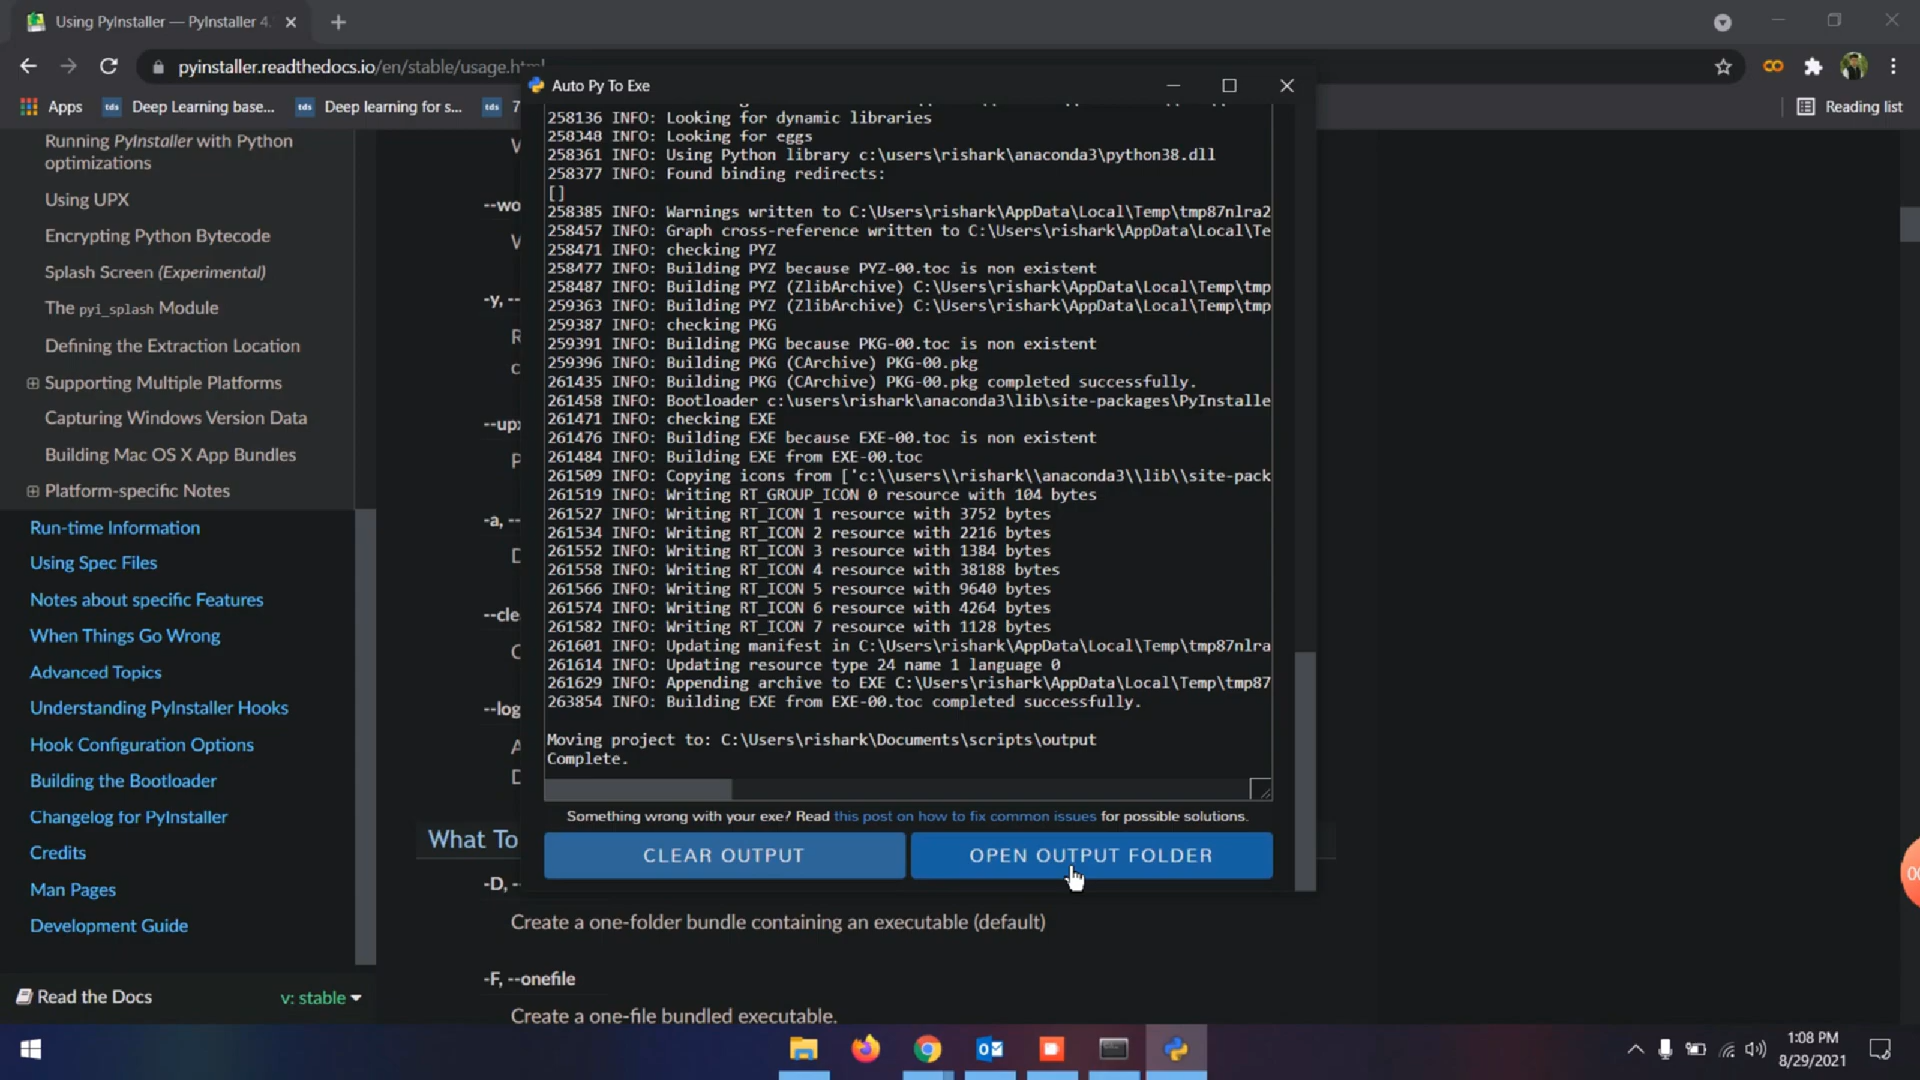 Using PyInstaller — PyInstaller 4.
pyinstaller.readthedocs.io/en/stable/usage.html
Apps
tds
Deep Learning base...
tds
Deep learning for s...
tds
7
Reading list
Running PyInstaller with Python
optimizations
Using UPX
Encrypting Python Bytecode
Splash Screen (Experimental)
The pyi_splash Module
Defining the Extraction Location
Supporting Multiple Platforms
Capturing Windows Version Data
Building Mac OS X App Bundles
Platform-specific Notes
Run-time Information
Using Spec Files
Notes about specific Features
When Things Go Wrong
Advanced Topics
Understanding PyInstaller Hooks
Hook Configuration Options
Building the Bootloader
Changelog for PyInstaller
Credits
Man Pages
Development Guide
Read the Docs
v: stable
--wo
-y, --
--up
-a, --
--cle
--log
What To
-D, -
Create a one-folder bundle containing an executable (default)
-F, --onefile
Create a one-file bundled executable.
Auto Py To Exe
258136 INFO: Looking for dynamic libraries
258348 INFO: Looking for eggs
258361 INFO: Using Python library c:\users\rishark\anaconda3\python38.dll
258377 INFO: Found binding redirects:
[]
258385 INFO: Warnings written to C:\Users\rishark\AppData\Local\Temp\tmp87nlra2
258457 INFO: Graph cross-reference written to C:\Users\rishark\AppData\Local\Te
258471 INFO: checking PYZ
258477 INFO: Building PYZ because PYZ-00.toc is non existent
258487 INFO: Building PYZ (ZlibArchive) C:\Users\rishark\AppData\Local\Temp\tmp
259363 INFO: Building PYZ (ZlibArchive) C:\Users\rishark\AppData\Local\Temp\tmp
259387 INFO: checking PKG
259391 INFO: Building PKG because PKG-00.toc is non existent
259396 INFO: Building PKG (CArchive) PKG-00.pkg
261435 INFO: Building PKG (CArchive) PKG-00.pkg completed successfully.
261458 INFO: Bootloader c:\users\rishark\anaconda3\lib\site-packages\PyInstalle
261471 INFO: checking EXE
261476 INFO: Building EXE because EXE-00.toc is non existent
261484 INFO: Building EXE from EXE-00.toc
261509 INFO: Copying icons from ['c:\\users\\rishark\\anaconda3\\lib\\site-pack
261519 INFO: Writing RT_GROUP_ICON 0 resource with 104 bytes
261527 INFO: Writing RT_ICON 1 resource with 3752 bytes
261534 INFO: Writing RT_ICON 2 resource with 2216 bytes
261552 INFO: Writing RT_ICON 3 resource with 1384 bytes
261558 INFO: Writing RT_ICON 4 resource with 38188 bytes
261566 INFO: Writing RT_ICON 5 resource with 9640 bytes
261574 INFO: Writing RT_ICON 6 resource with 4264 bytes
261582 INFO: Writing RT_ICON 7 resource with 1128 bytes
261601 INFO: Updating manifest in C:\Users\rishark\AppData\Local\Temp\tmp87nlra
261614 INFO: Updating resource type 24 name 1 language 0
261629 INFO: Appending archive to EXE C:\Users\rishark\AppData\Local\Temp\tmp87
263854 INFO: Building EXE from EXE-00.toc completed successfully.
Moving project to: C:\Users\rishark\Documents\scripts\output
Complete.
Something wrong with your exe? Read this post on how to fix common issues for possible solutions.
CLEAR OUTPUT
OPEN OUTPUT FOLDER
1:08 PM
8/29/2021